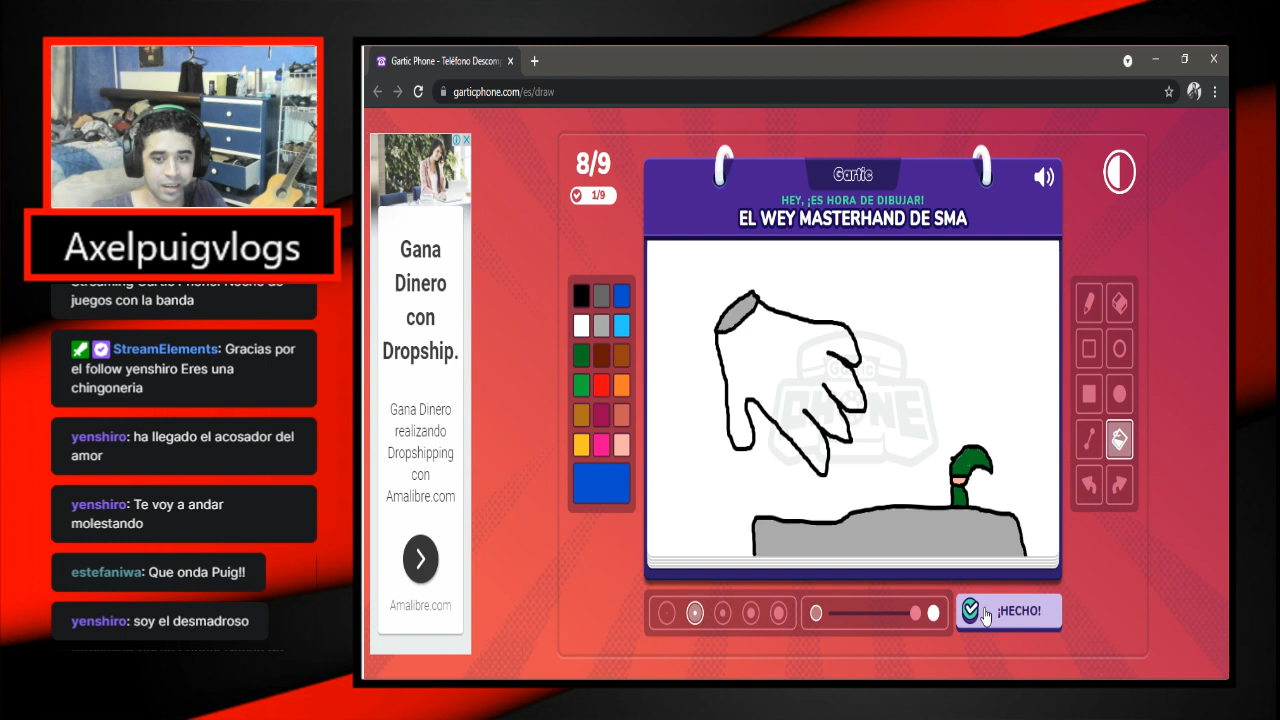 Axelpuigvlogs
juegos con la banda
StreamElements: Gracias por
el follow yenshiro Eres una
chingoneria
yenshiro: ha llegado el acosador del
amor
yenshiro: Te voy a andar
molestando
estefaniwa: Que onda Puig!!
yenshiro: soy el desmadroso
Gartic Phone - Teléfono Descom
garticphone.com/es/draw
Gana
Dinero
con
Dropship.
Gana Dinero
realizando
Dropshipping
con
Amalibre.com
Amalibre.com
8/9
1/9
Gartic
HEY, ¡ES HORA DE DIBUJAR!
EL WEY MASTERHAND DE SMA
Gartic
PHONE
¡HECHO!